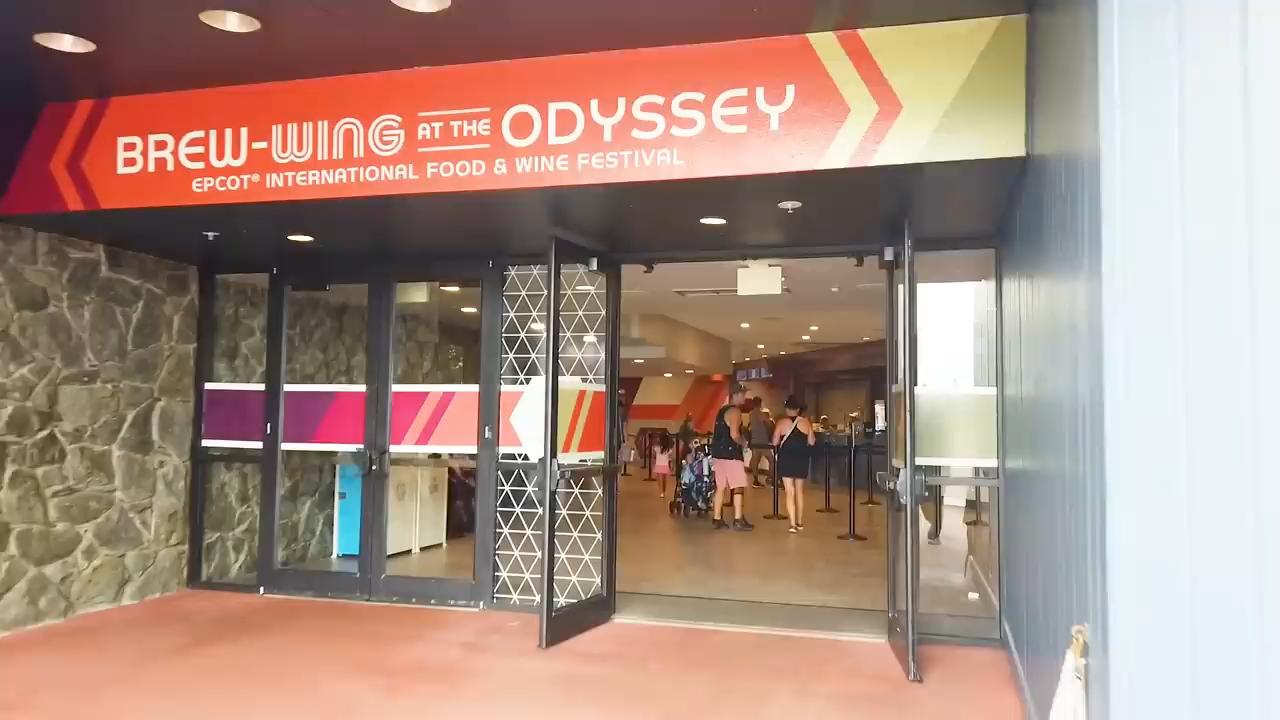 BREW-WING AT THE ODYSSEY
EPCOT® INTERNATIONAL FOOD & WINE FESTIVAL